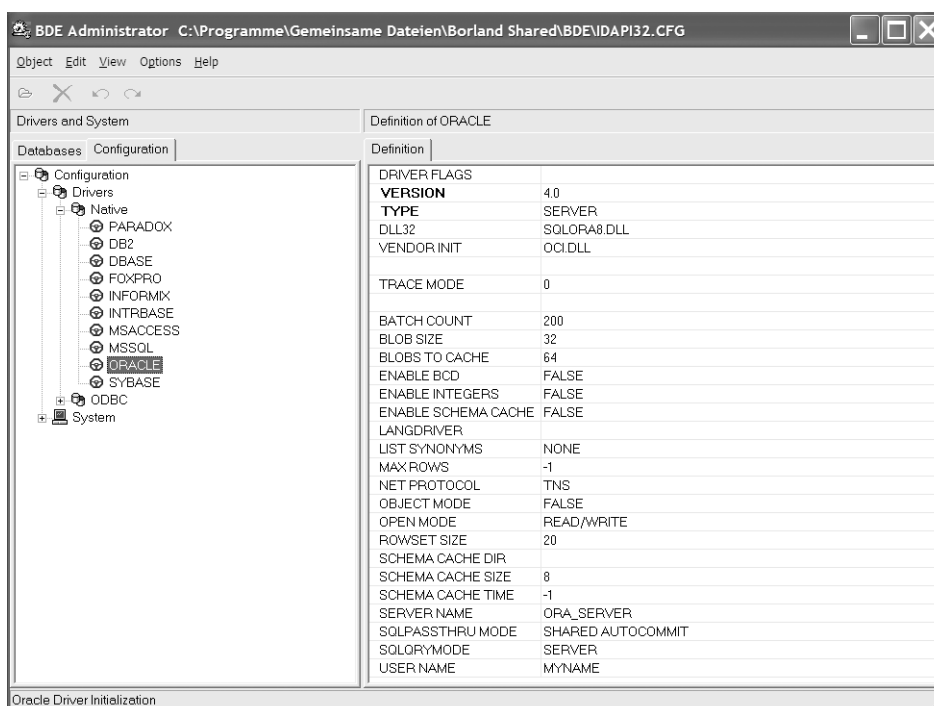 BDE Administrator C:\Programme\Gemeinsame Dateien\Borland Shared\BDE\IDAPI32.CFG
Object Edit View Options Help
Drivers and System
Definition of ORACLE
Databases Configuration
Definition
Configuration
Drivers
Native
PARADOX
DB2
DBASE
FOXPRO
INFORMIX
INTRBASE
MSACCESS
MSSQL
ORACLE
SYBASE
ODBC
System
DRIVER FLAGS
VERSION 4.0
TYPE SERVER
DLL32 SQLORA8.DLL
VENDOR INIT OCI.DLL
TRACE MODE 0
BATCH COUNT 200
BLOB SIZE 32
BLOBS TO CACHE 64
ENABLE BCD FALSE
ENABLE INTEGERS FALSE
ENABLE SCHEMA CACHE FALSE
LANGDRIVER
LIST SYNONYMS NONE
MAX ROWS -1
NET PROTOCOL TNS
OBJECT MODE FALSE
OPEN MODE READ/WRITE
ROWSET SIZE 20
SCHEMA CACHE DIR
SCHEMA CACHE SIZE 8
SCHEMA CACHE TIME -1
SERVER NAME ORA_SERVER
SQLPASSTHRU MODE SHARED AUTOCOMMIT
SQLQRYMODE SERVER
USER NAME MYNAME
Oracle Driver Initialization